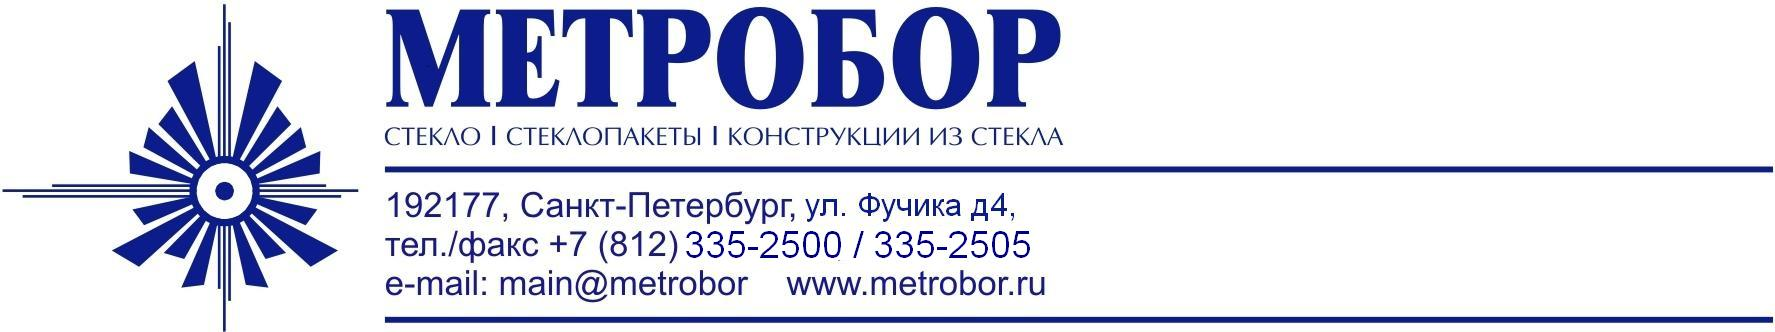 МЕТРОБОР
СТЕКЛО | СТЕКЛОПАКЕТЫ | КОНСТРУКЦИИ ИЗ СТЕКЛА
192177, Санкт-Петербург, ул. Фучика д4,
тел./факс +7 (812) 335-2500 / 335-2505
e-mail: main@metrobor www.metrobor.ru